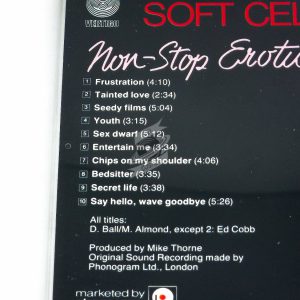 VERTIGO
SOFT CEL
Non-Stop Erotic
1 Frustration (4:10)
2 Tainted love (2:34)
3 Seedy films (5:04)
4 Youth (3:15)
5 Sex dwarf (5:12)
6 Entertain me (3:34)
7 Chips on my shoulder (4:06)
8 Bedsitter (3:35)
9 Secret life (3:38)
10 Say hello, wave goodbye (5:26)
All titles:
D. Ball/M. Almond, except 2: Ed Cobb
Produced by Mike Thorne
Original Sound Recording made by
Phonogram Ltd., London
marketed by